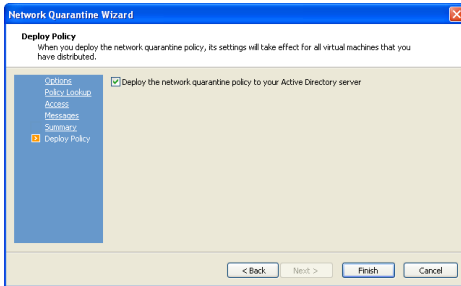 Network Quarantine Wizard
Deploy Policy
When you deploy the network quarantine policy, its settings will take effect for all virtual machines that you
have distributed.
Options
Policy Lookup
Access
Messages
Summary
Deploy Policy
Deploy the network quarantine policy to your Active Directory server
< Back
Next >
Finish
Cancel